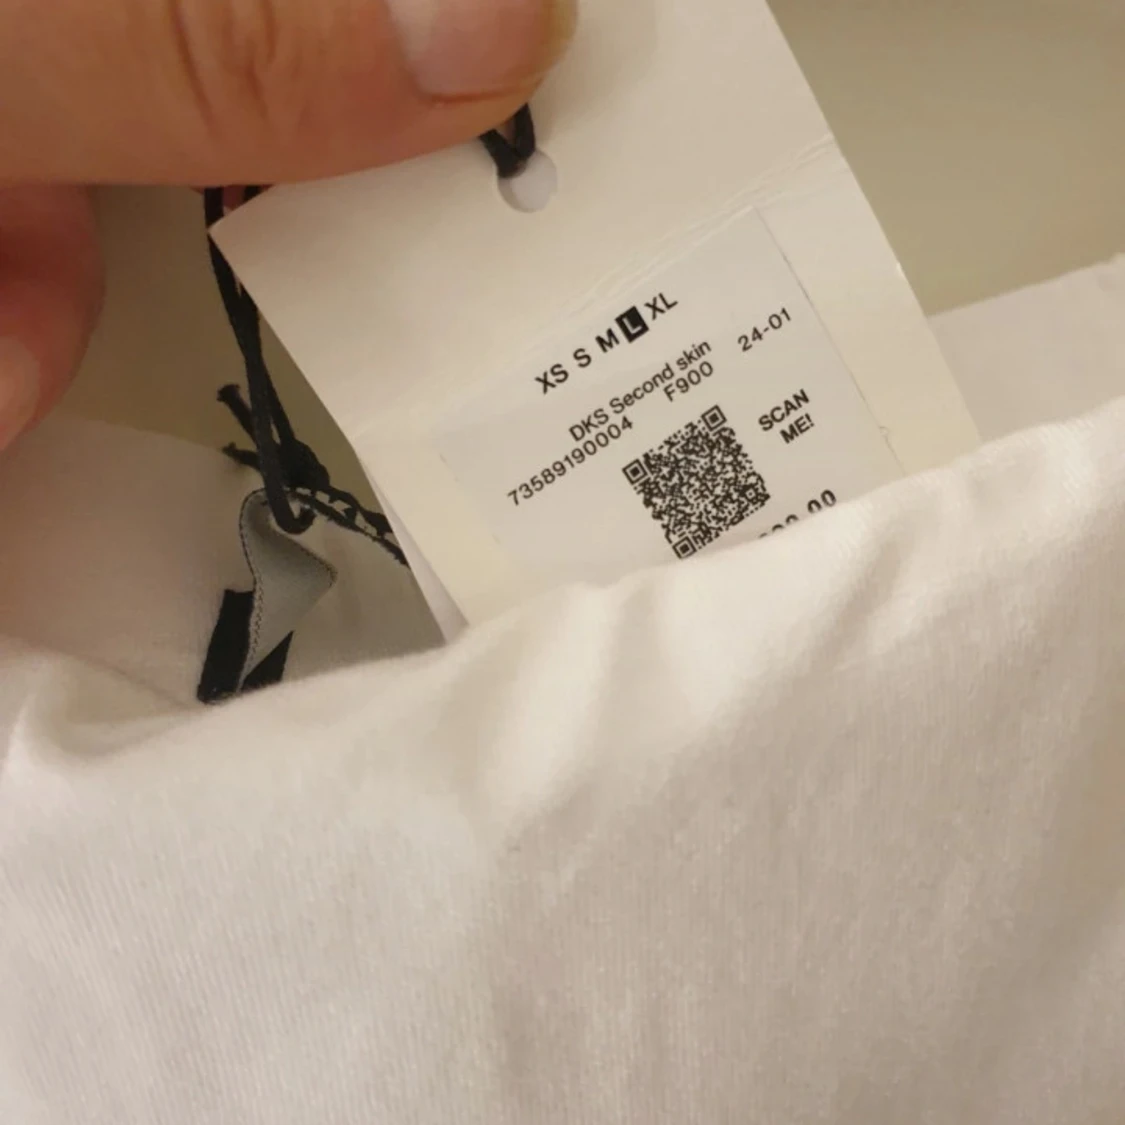 XS S M L XL
DKS Second skin 24-01
73589190004 F900
SCAN
ME!